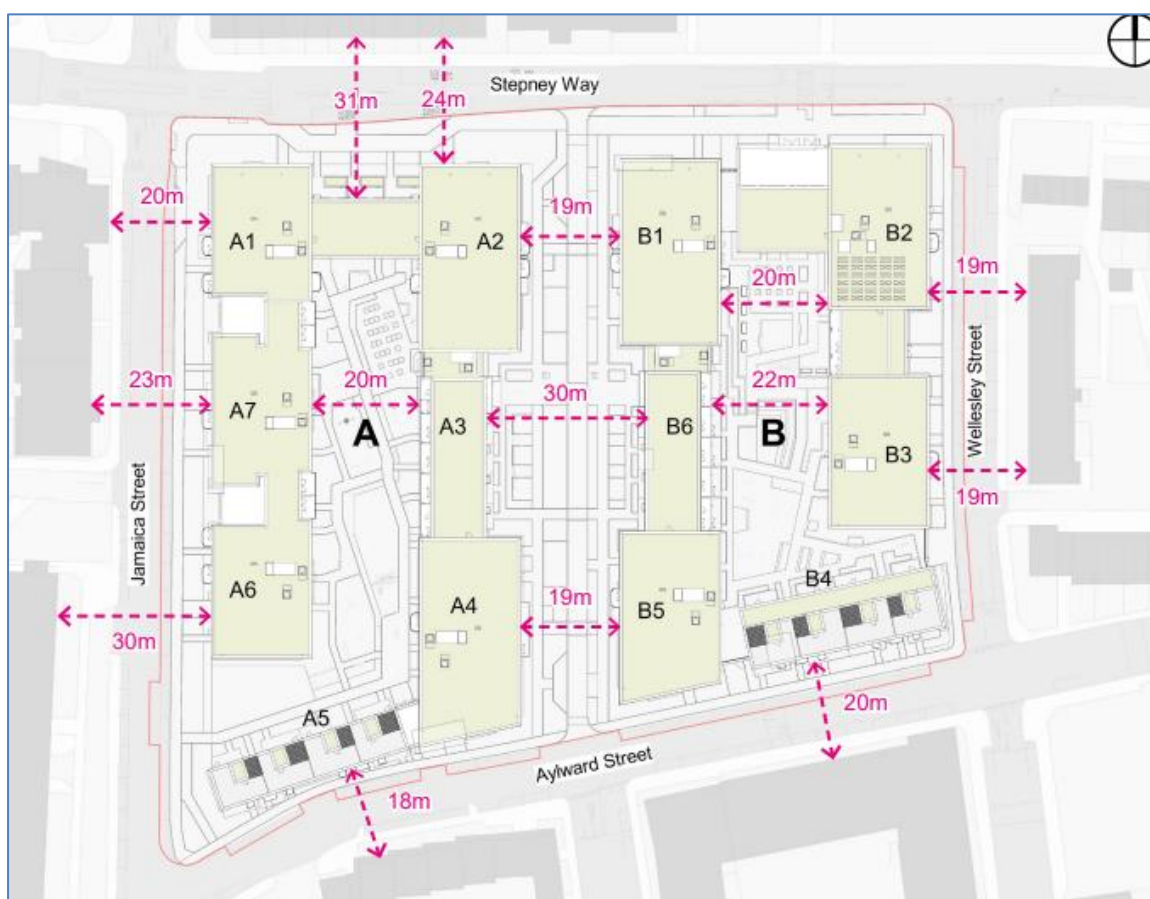 Stepney Way
31m
24m
20m
A1
A2
19m
B1
B2
20m
19m
23m
A7
20m
A
A3
30m
B6
22m
B
B3
Wellesley Street
19m
Jamaica Street
A6
30m
A4
19m
B5
B4
20m
A5
Aylward Street
18m